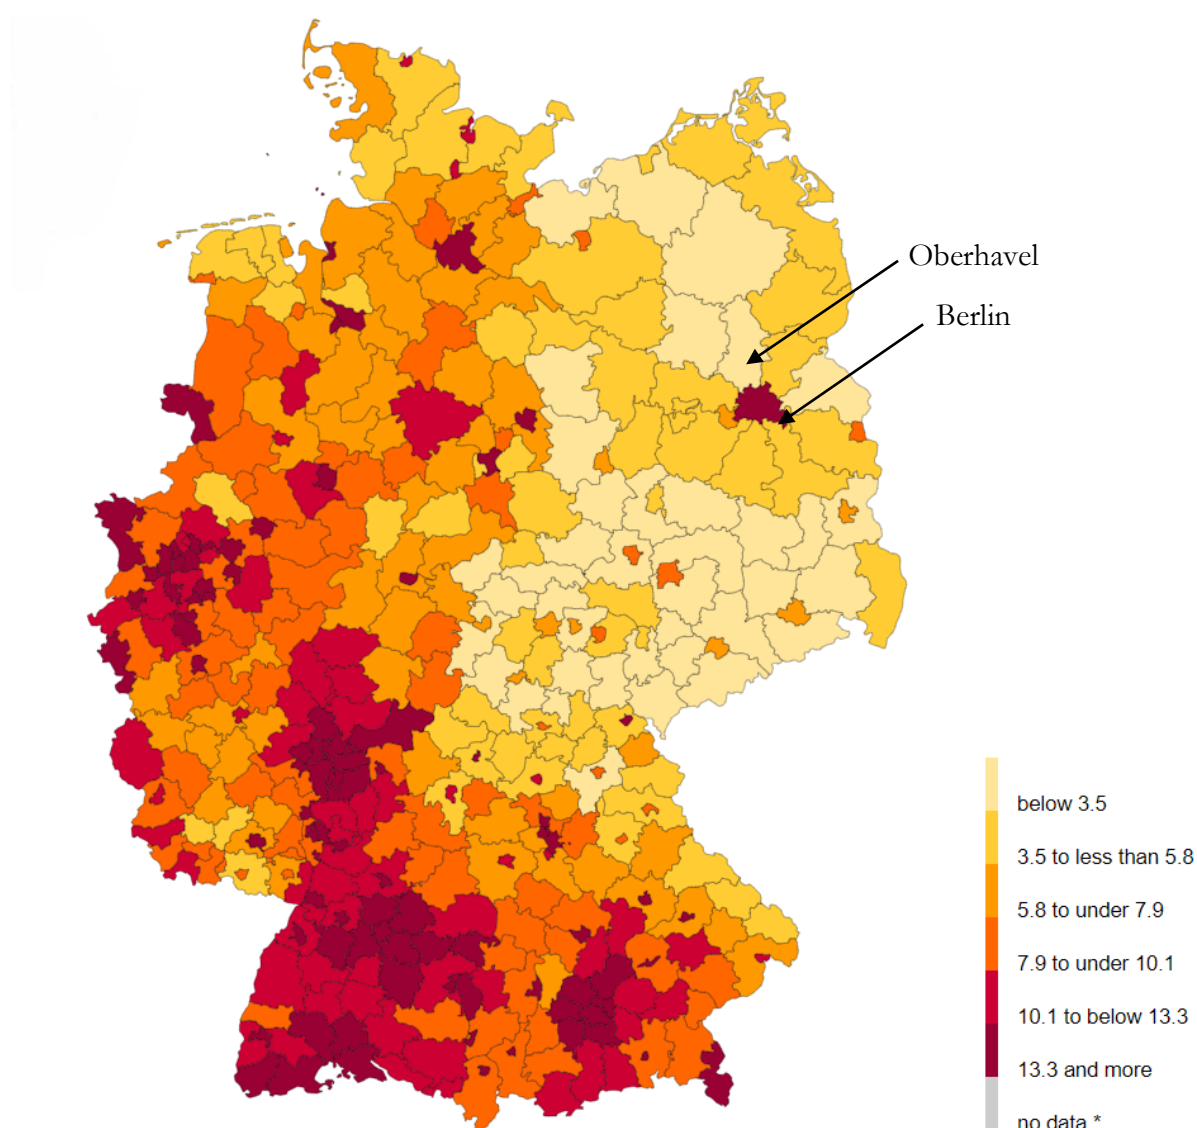 Oberhavel
Berlin
below 3.5
3.5 to less than 5.8
5.8 to under 7.9
7.9 to under 10.1
10.1 to below 13.3
13.3 and more
no data *